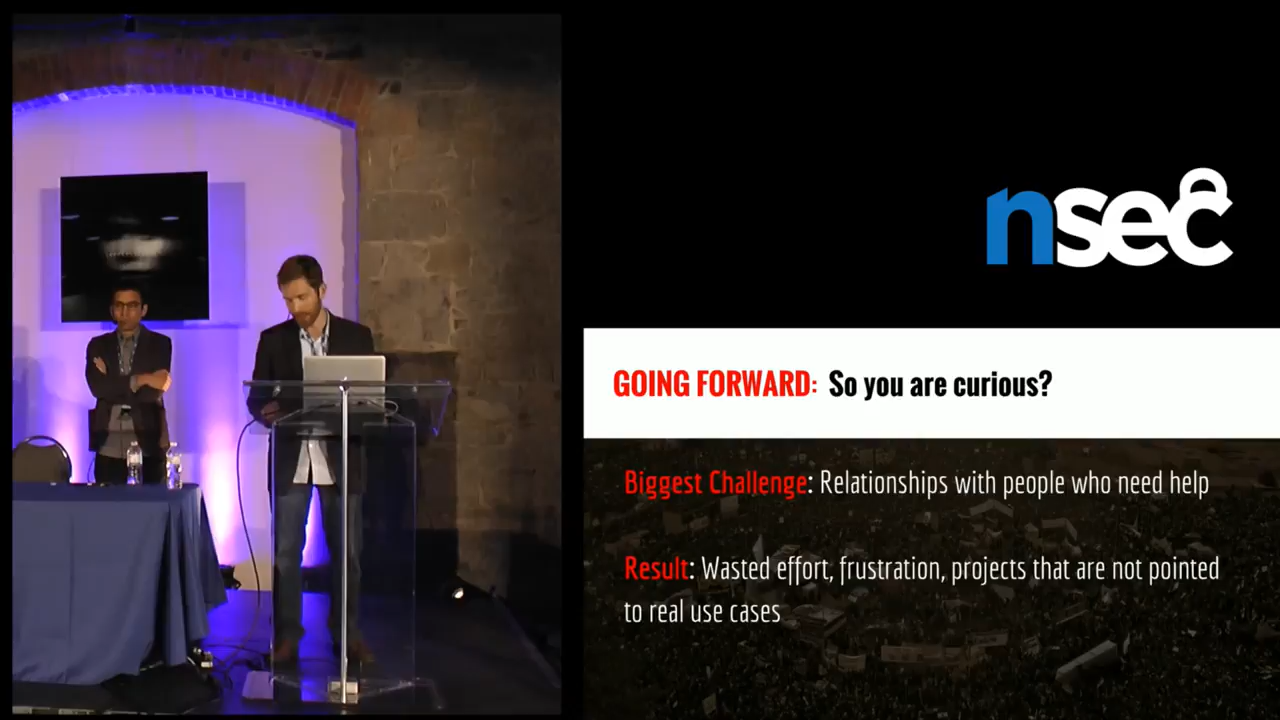 nsec
GOING FORWARD: So you are curious?
Biggest Challenge: Relationships with people who need help
Result: Wasted effort, frustration, projects that are not pointed
to real use cases